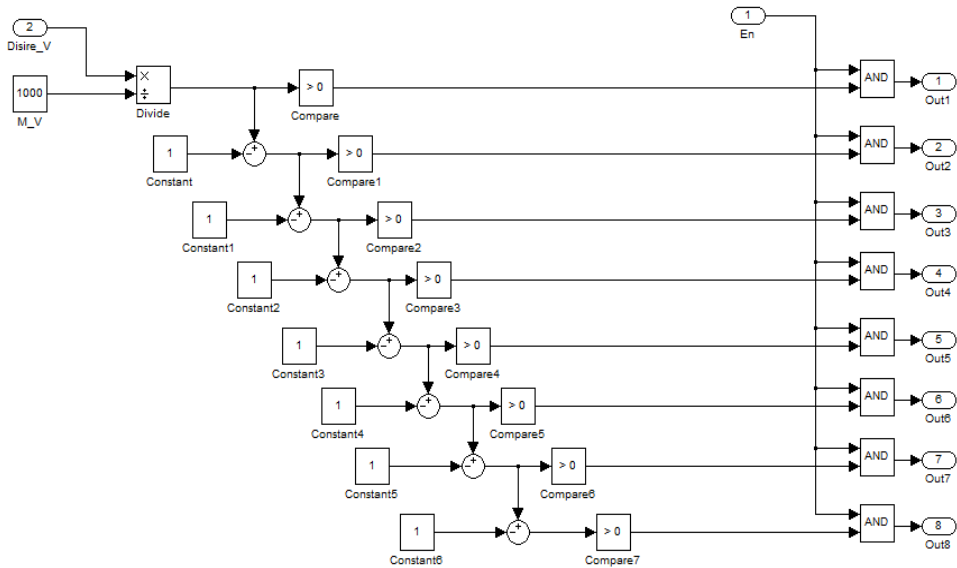 2
Disire_V
1000
M_V
×
÷
Divide
> 0
Compare
1
En
AND
1
Out1
1
Constant
− +
> 0
Compare1
AND
2
Out2
1
Constant1
− +
> 0
Compare2
AND
3
Out3
1
Constant2
− +
> 0
Compare3
AND
4
Out4
1
Constant3
− +
> 0
Compare4
AND
5
Out5
1
Constant4
− +
> 0
Compare5
AND
6
Out6
1
Constant5
− +
> 0
Compare6
AND
7
Out7
1
Constant6
− +
> 0
Compare7
AND
8
Out8